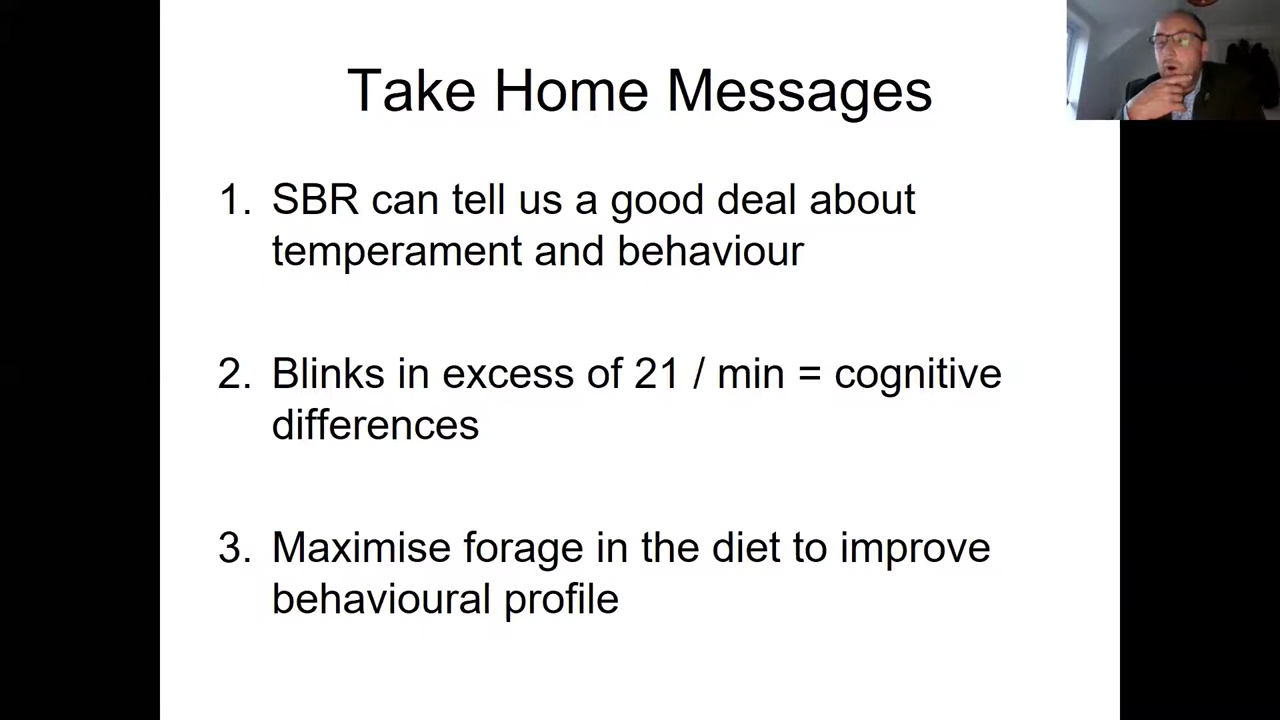 Take Home Messages
1. SBR can tell us a good deal about
temperament and behaviour
2. Blinks in excess of 21 / min = cognitive
differences
3. Maximise forage in the diet to improve
behavioural profile